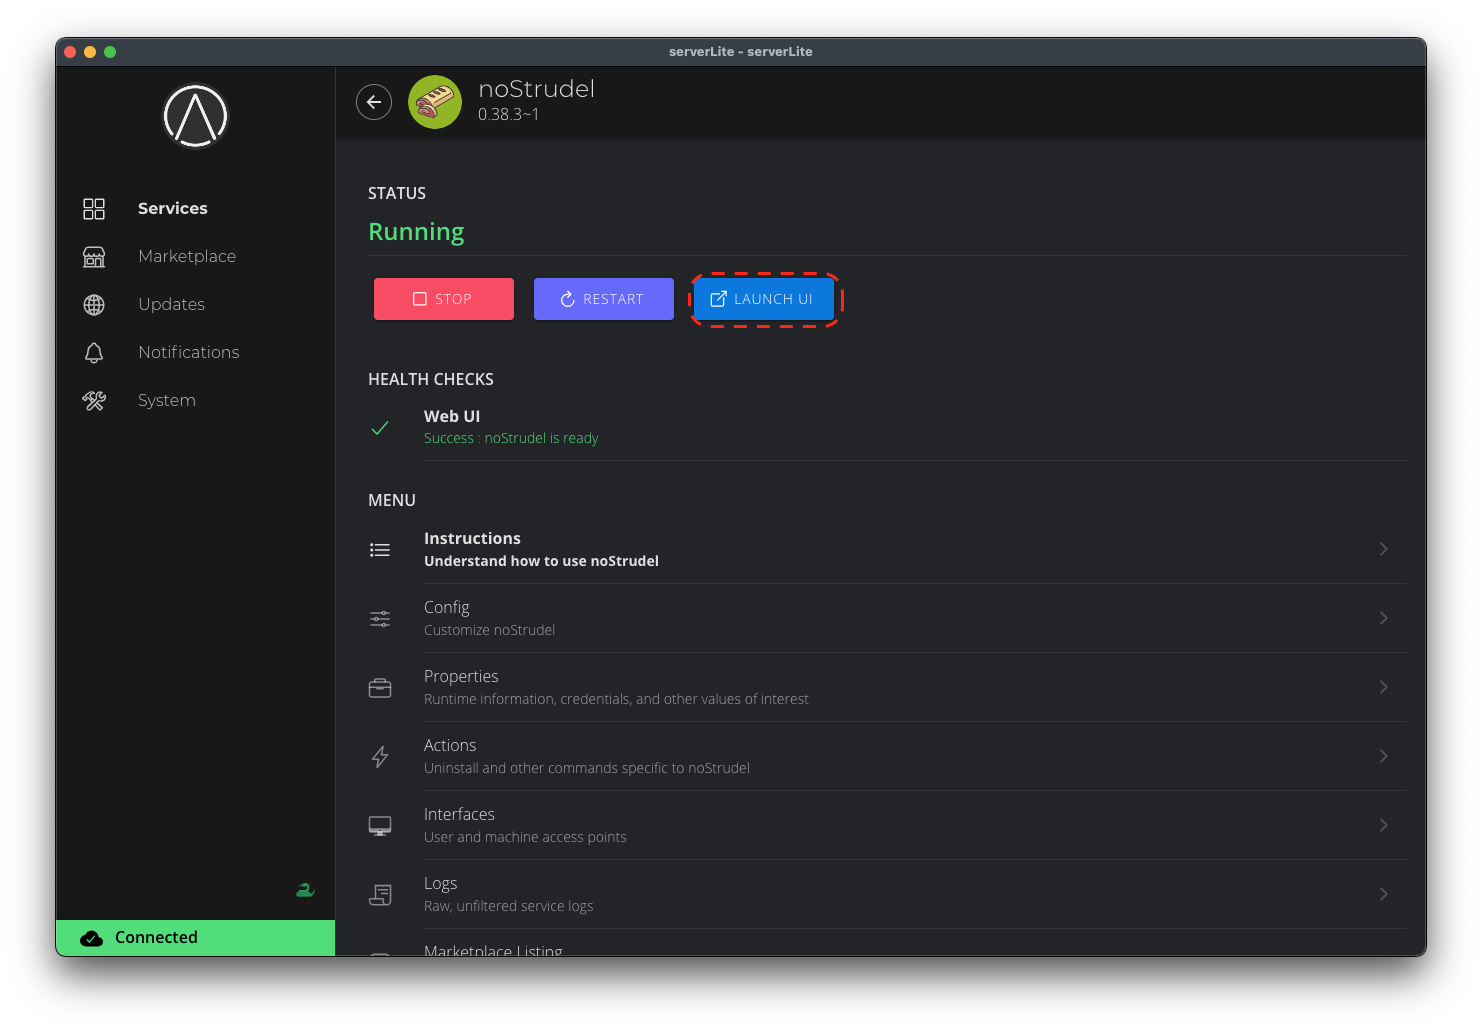 serverLite - serverLite
noStrudel
0.38.3~1
Services
Marketplace
Updates
Notifications
System
Connected
STATUS
Running
STOP
RESTART
LAUNCH UI
HEALTH CHECKS
Web UI
Success : noStrudel is ready
MENU
Instructions
Understand how to use noStrudel
Config
Customize noStrudel
Properties
Runtime information, credentials, and other values of interest
Actions
Uninstall and other commands specific to noStrudel
Interfaces
User and machine access points
Logs
Raw, unfiltered service logs
Marketplace Listing